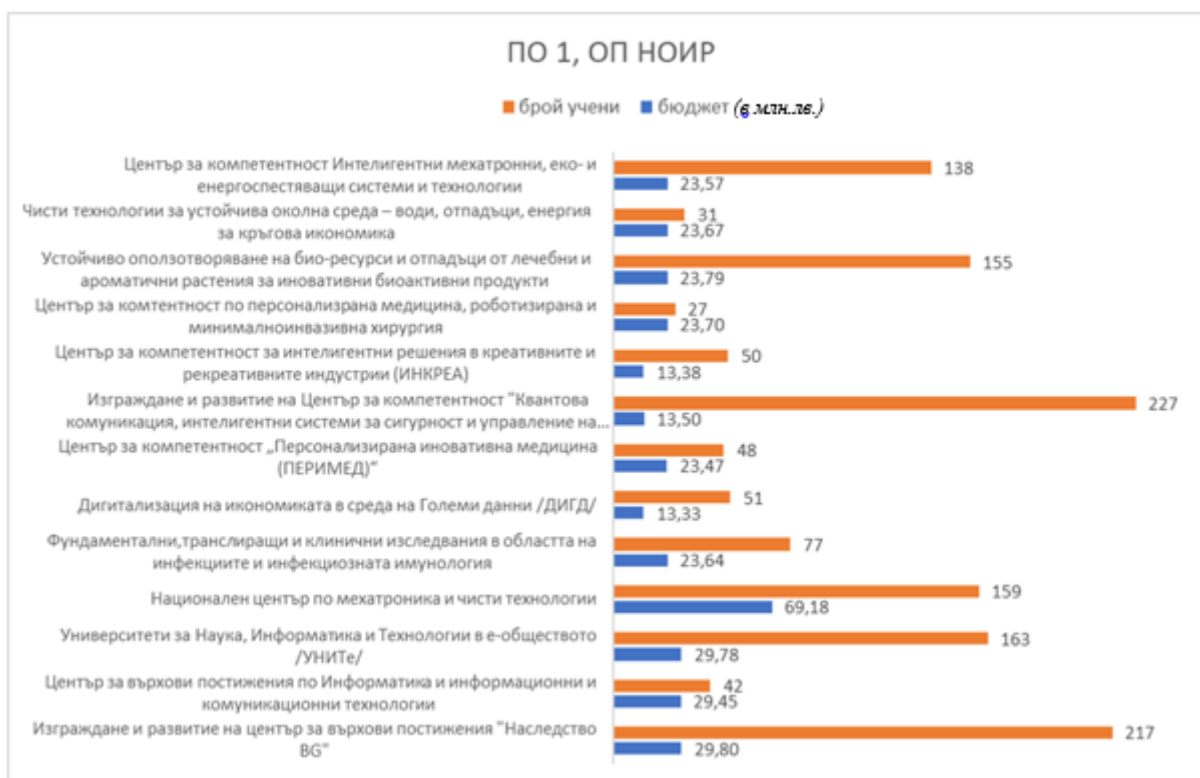 ПО 1, ОП НОИР
брой учени бюджет (в млн.лв.)
Център за компетентност Интелигентни мехатронни, еко- и
енергоспестяващи системи и технологии
138
23,57
Чисти технологии за устойчива околна среда – води, отпадъци, енергия
за кръгова икономика
31
23,67
Устойчиво оползотворяване на био-ресурси и отпадъци от лечебни и
ароматични растения за иновативни биоактивни продукти
155
23,79
Център за комтентност по персонализрана медицина, роботизирана и
минималноинвазивна хирургия
27
23,70
Център за компетентност за интелигентни решения в креативните и
рекреативните индустрии (ИНКРЕА)
50
13,38
Изграждане и развитие на Център за компетентност "Квантова
комуникация, интелигентни системи за сигурност и управление на...
227
13,50
Център за компетентност „Персонализирана иновативна медицина
(ПЕРИМЕД)“
48
23,47
Дигитализация на икономиката в среда на Големи данни /ДИГД/
51
13,33
Фундаментални,транслиращи и клинични изследвания в областта на
инфекциите и инфекциозната имунология
77
23,64
Национален център по мехатроника и чисти технологии
159
69,18
Университети за Наука, Информатика и Технологии в е-обществото
/УНИТе/
163
29,78
Център за върхови постижения по Информатика и информационни и
комуникационни технологии
42
29,45
Изграждане и развитие на център за върхови постижения "Наследство
BG"
217
29,80